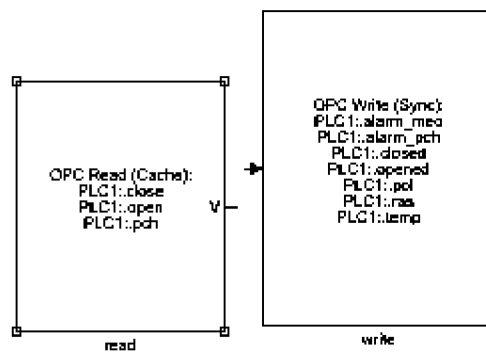 OPC Read (Cache):
PLC1:.close
PLC1:.open
PLC1:.pch
V
read
OPC Write (Sync):
PLC1:.alarm_meo
PLC1:.alarm_pch
PLC1:.closed
PLC1:.opened
PLC1:.pol
PLC1:.ras
PLC1:.temp
write